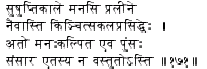 सुषुप्तिकाले मनसि प्रलीने
नैवास्ति किञ्चित्सकलप्रसिद्धेः ।
अतो मनःकल्पित एव पुंसः
संसार एतस्य न वस्तुतोऽस्ति ॥१७१॥